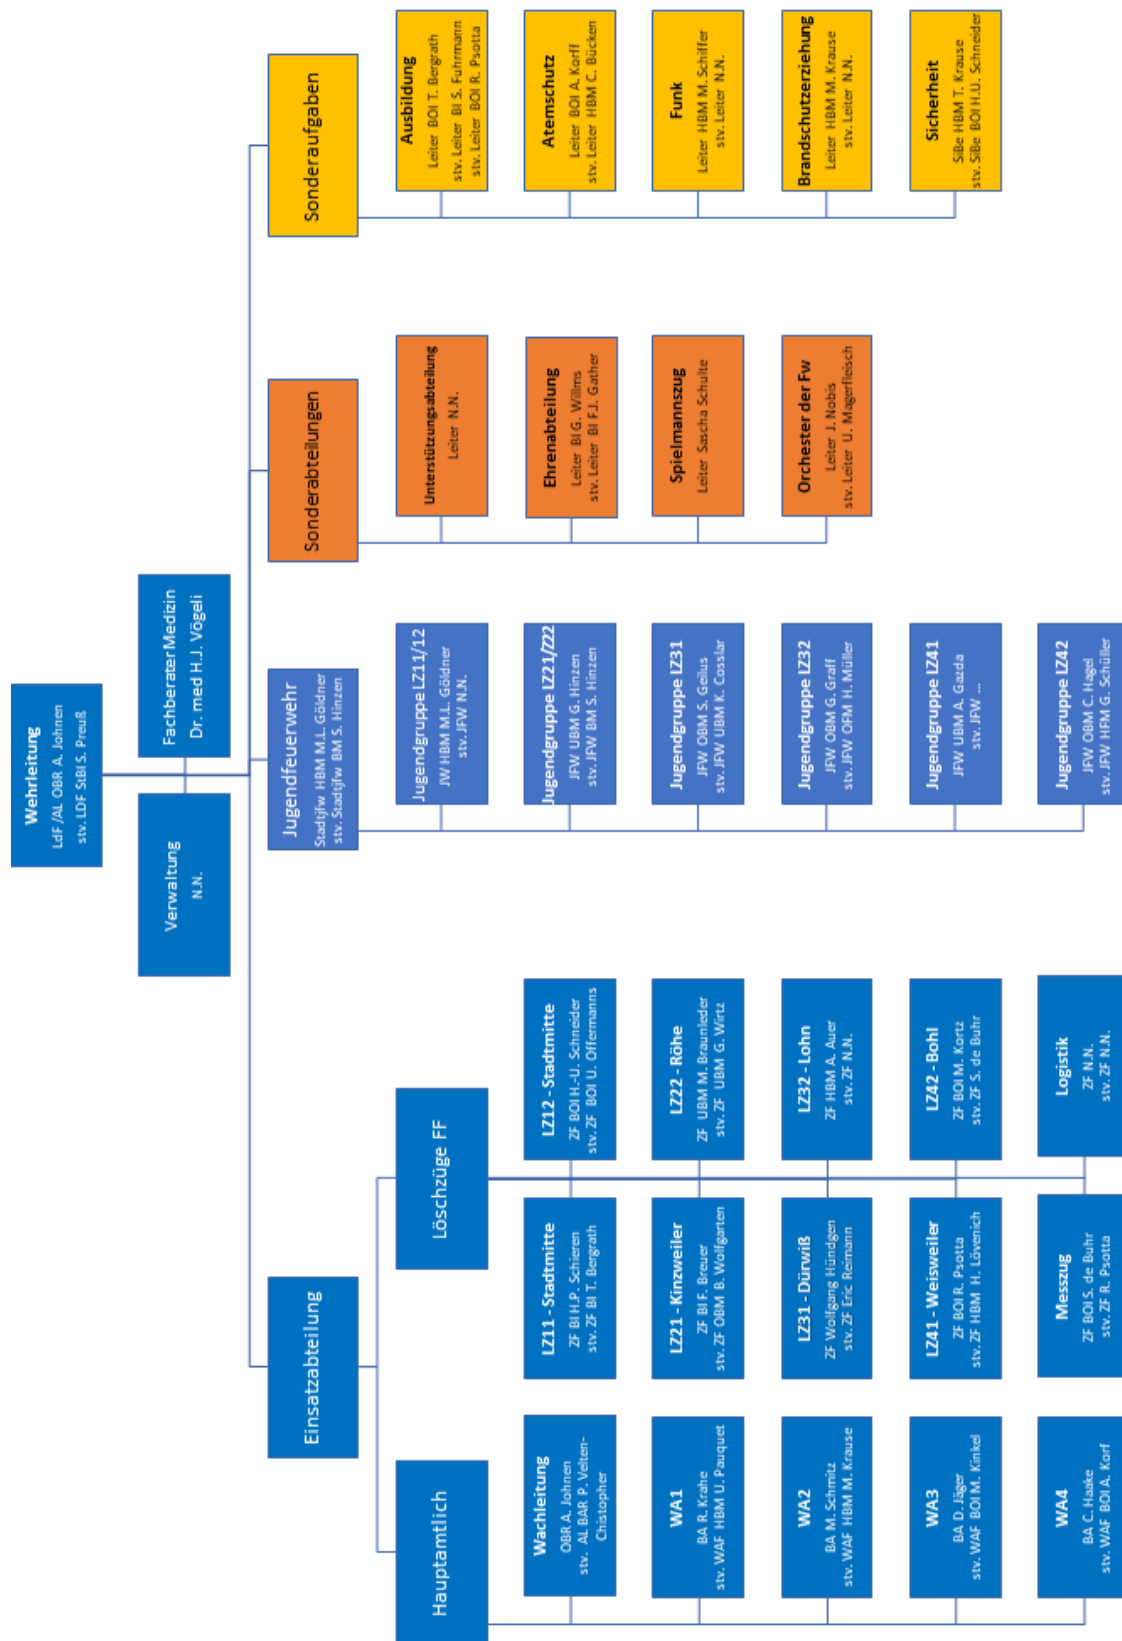 Wehrleitung
LdF /AL OBR A. Johnen
stv. LDF StBI S. Preuß
Verwaltung
N.N.
Fachberater Medizin
Dr. med H.J. Vögeli
Einsatzabteilung
Hauptamtlich
Wachleitung
OBR A. Johnen
stv. AL BAR P. Velten-
Chistopher
WA1
BA R. Krahe
stv. WAF HBM U. Pauquet
WA2
BA M. Schmitz
stv. WAF HBM M. Krause
WA3
BA D. Jäger
stv. WAF BOI M. Kinkel
WA4
BA C. Haake
stv. WAF BOI A. Korf
Löschzüge FF
LZ11 - Stadtmitte
ZF BI H.P. Schieren
stv. ZF BI T. Bergrath
LZ12 - Stadtmitte
ZF BOI H.-U. Schneider
stv. ZF BOI U. Offermanns
LZ21 - Kinzweiler
ZF BI F. Breuer
stv. ZF OBM B. Wolfgarten
LZ22 - Röhe
ZF UBM M. Braunleder
stv. ZF UBM G. Wirtz
LZ31 - Dürwiß
ZF Wolfgang Hündgen
stv. ZF Eric Reimann
LZ32 - Lohn
ZF HBM A. Auer
stv. ZF N.N.
LZ41 - Weisweiler
ZF BOI R. Psotta
stv. ZF HBM H. Lövenich
LZ42 - Bohl
ZF BOI M. Kortz
stv. ZF S. de Buhr
Messzug
ZF BOI S. de Buhr
stv. ZF R. Psotta
Logistik
ZF N.N.
stv. ZF N.N.
Jugendfeuerwehr
Stadtjfw HBM M.L. Göldner
stv. Stadtjfw BM S. Hinzen
Jugendgruppe LZ11/12
JW HBM M.L. Göldner
stv. JFW N.N.
Jugendgruppe LZ21/Z22
JFW UBM G. Hinzen
stv. JFW BM S. Hinzen
Jugendgruppe LZ31
JFW OBM S. Geilus
stv. JFW UBM K. Cosslar
Jugendgruppe LZ32
JFW OBM G. Graff
stv. JFW OFM H. Müller
Jugendgruppe LZ41
JFW UBM A. Gazda
stv. JFW ...
Jugendgruppe LZ42
JFW OBM C. Hagel
stv. JFW HFM G. Schüller
Sonderabteilungen
Unterstützungsabteilung
Leiter N.N.
Ehrenabteilung
Leiter BI G. Willms
stv. Leiter BI F.J. Gather
Spielmannszug
Leiter Sascha Schulte
Orchester der Fw
Leiter J. Nobis
stv. Leiter U. Magerfleisch
Sonderaufgaben
Ausbildung
Leiter BOI T. Bergrath
stv. Leiter BI S. Fuhrmann
stv. Leiter BOI R. Psotta
Atemschutz
Leiter BOI A. Korff
stv. Leiter HBM C. Bücken
Funk
Leiter HBM M. Schiffer
stv. Leiter N.N.
Brandschutzerziehung
Leiter HBM M. Krause
stv. Leiter N.N.
Sicherheit
SiBe HBM T. Krause
stv. SiBe BOI H.U. Schneider